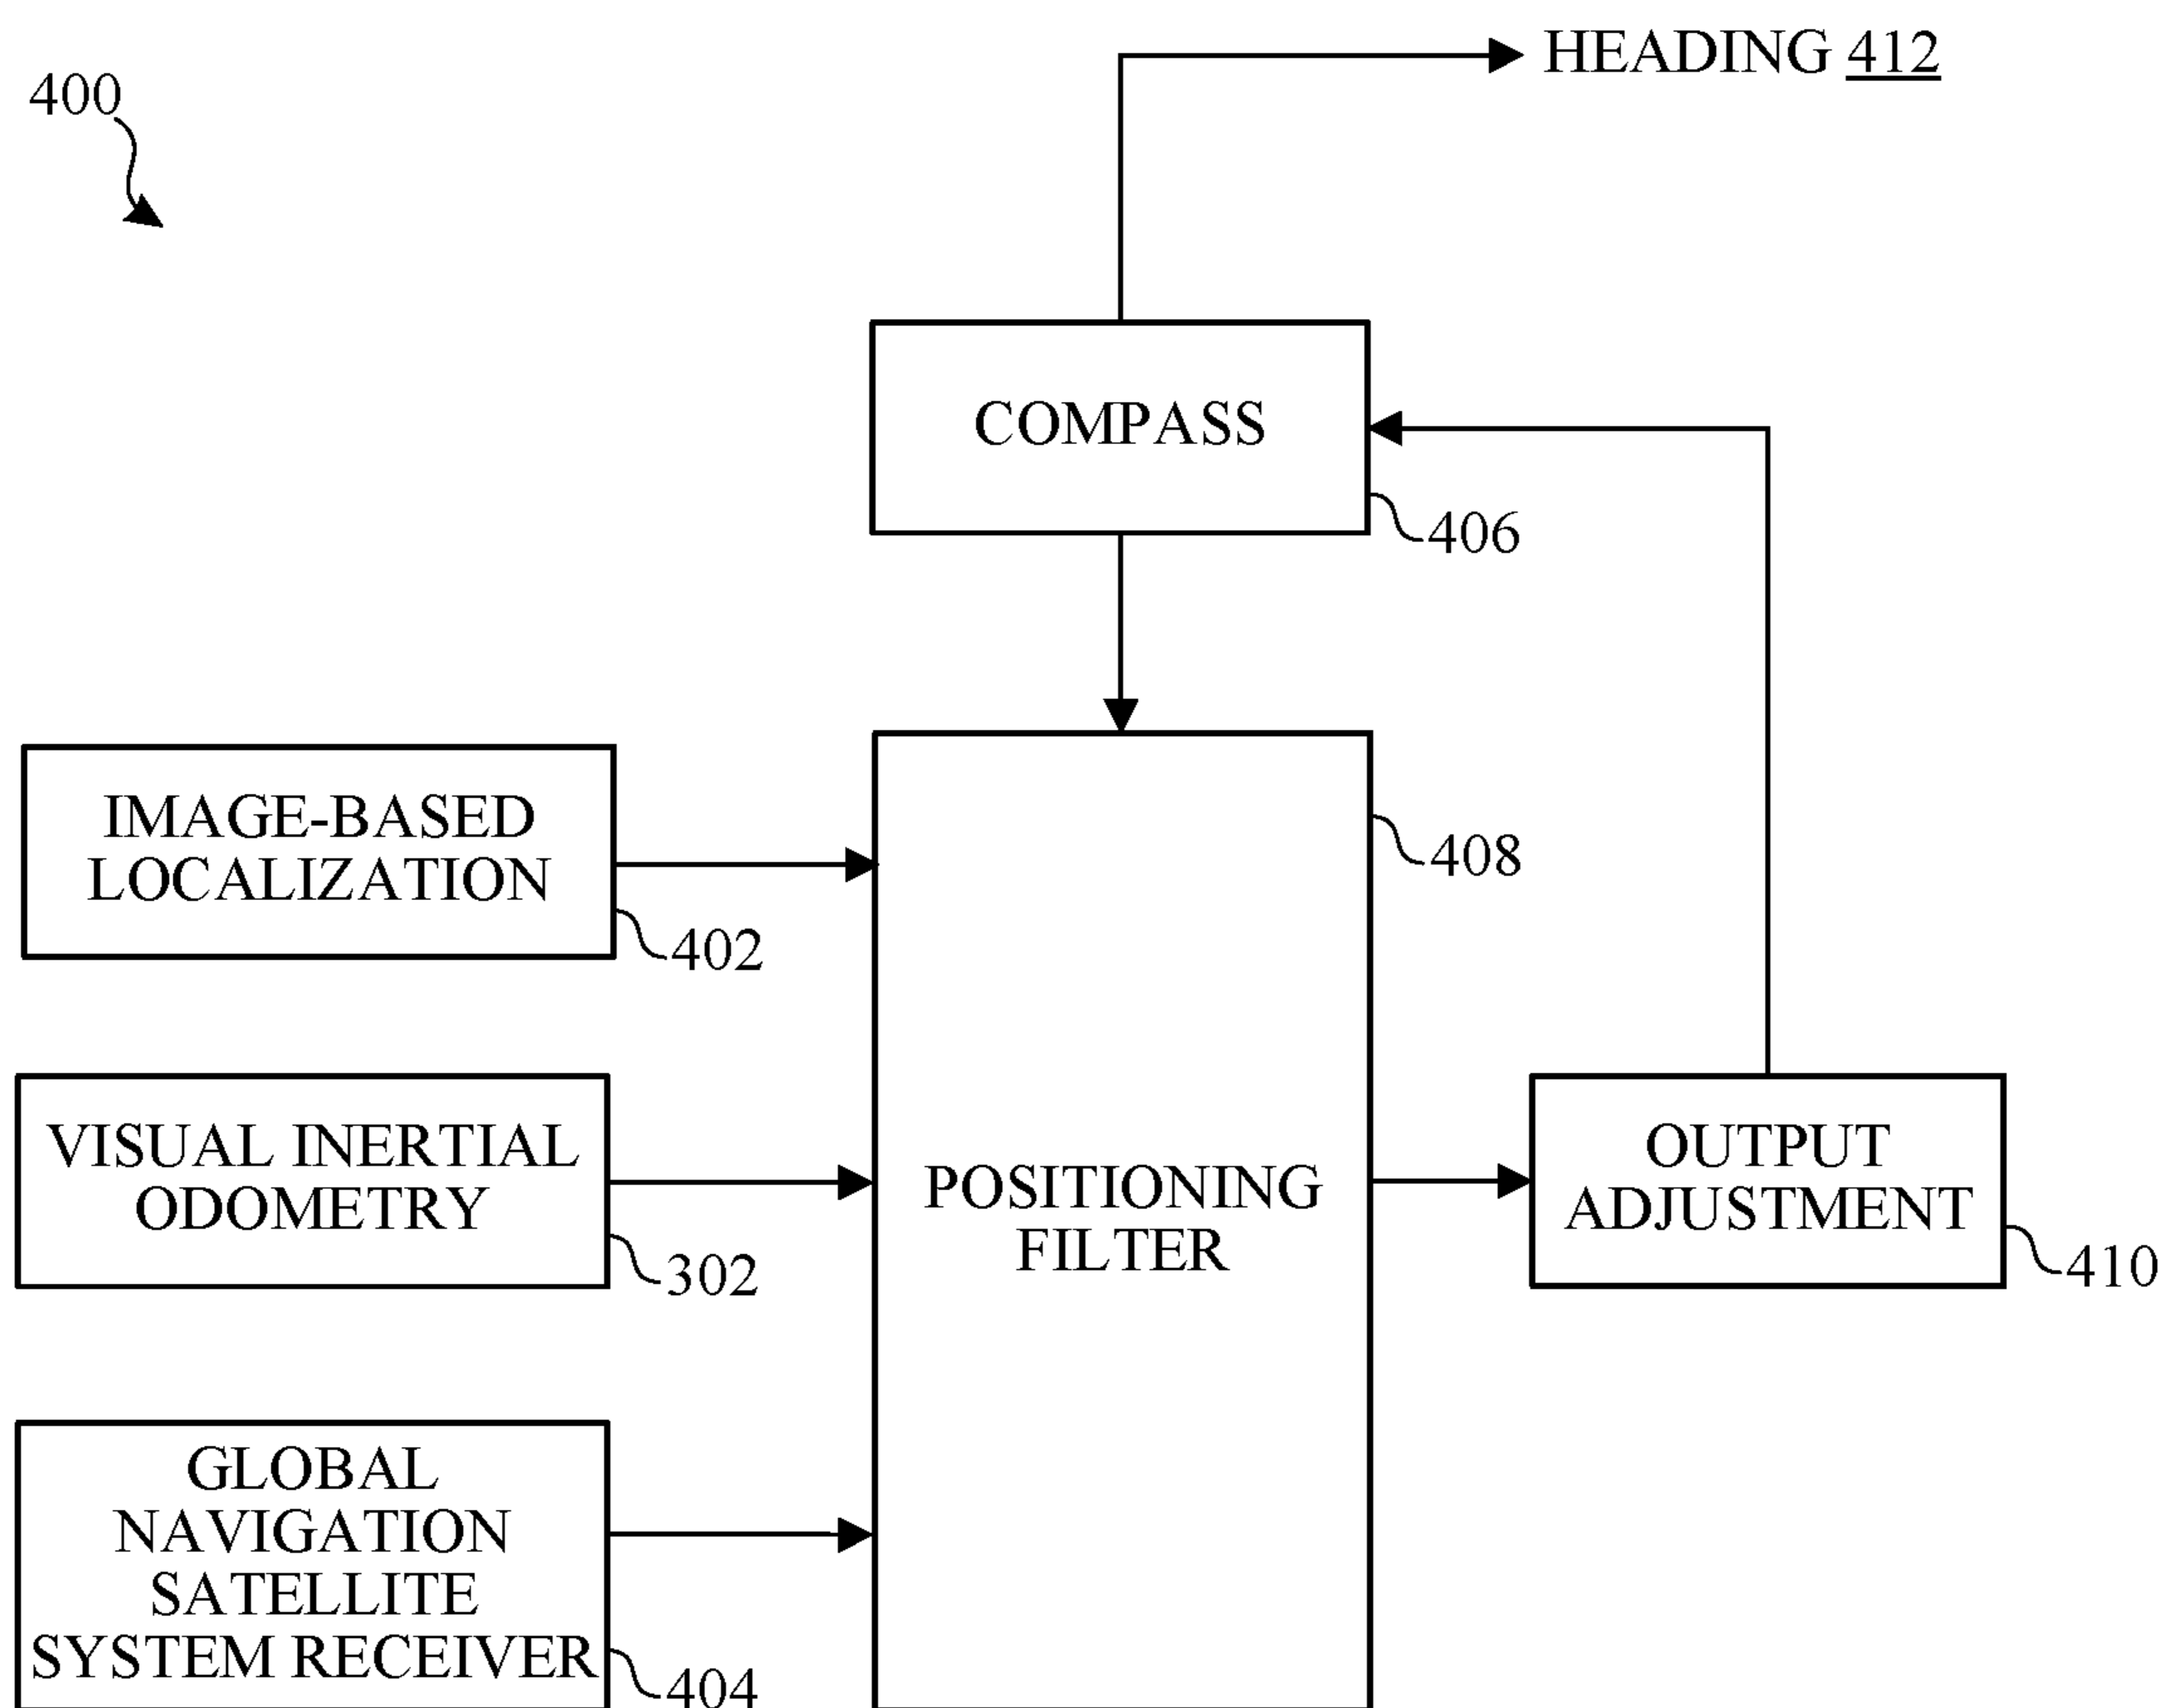 HEADING 412
400
COMPASS
406
IMAGE-BASED
LOCALIZATION
402
408
VISUAL INERTIAL
ODOMETRY
302
POSITIONING
FILTER
OUTPUT
ADJUSTMENT
410
GLOBAL
NAVIGATION
SATELLITE
SYSTEM RECEIVER
404